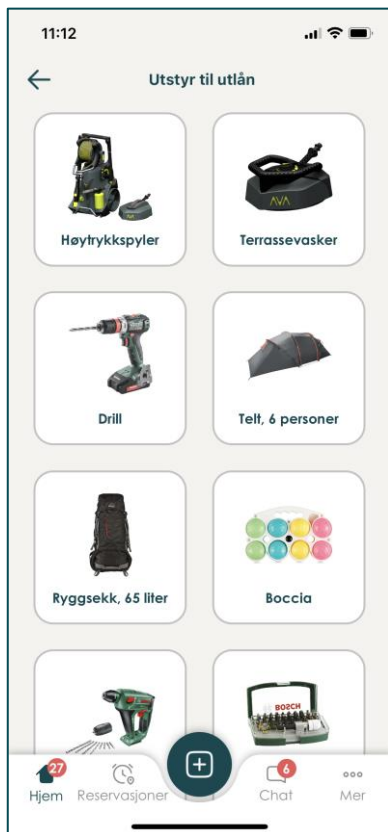 11:12
Utstyr til utlån
AVA
Høytrykkspyler
Terrassevasker
Drill
Telt, 6 personer
Ryggsekk, 65 liter
Boccia
BOSCH
27
6
Hjem
Reservasjoner
Chat
Mer